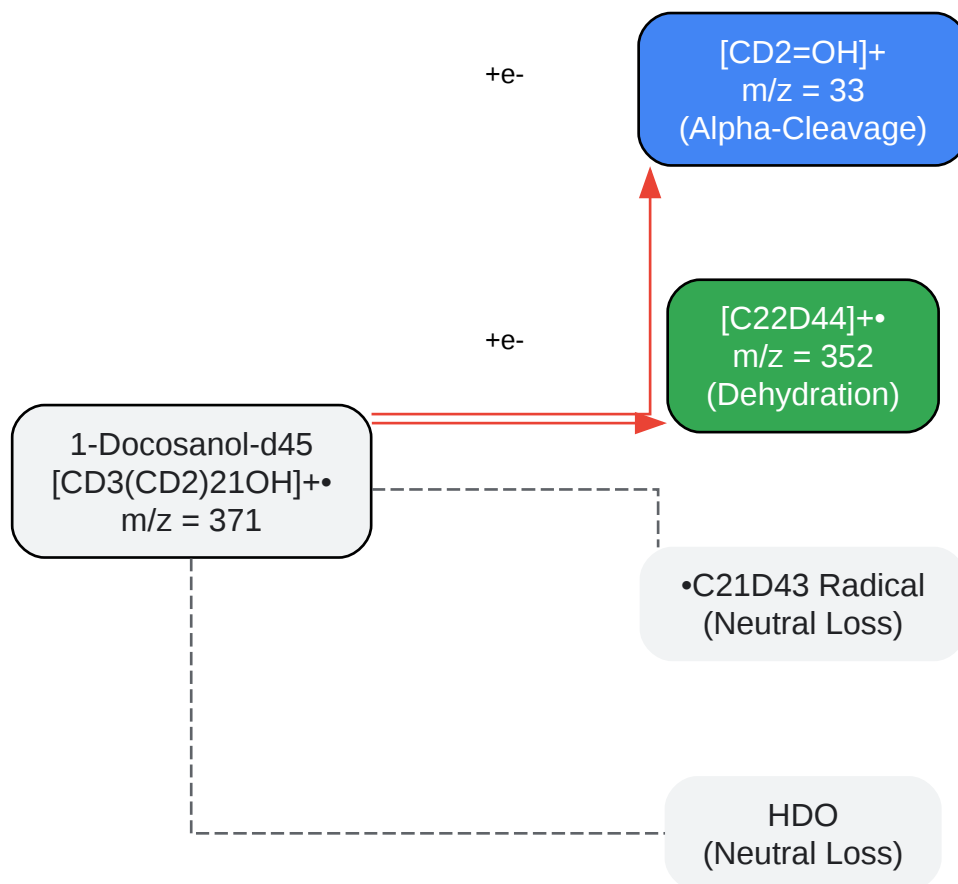 +e-
[CD2=OH]+
m/z = 33
(Alpha-Cleavage)
+e-
[C22D44]+•
m/z = 352
(Dehydration)
1-Docosanol-d45
[CD3(CD2)21OH]+•
m/z = 371
•C21D43 Radical
(Neutral Loss)
HDO
(Neutral Loss)